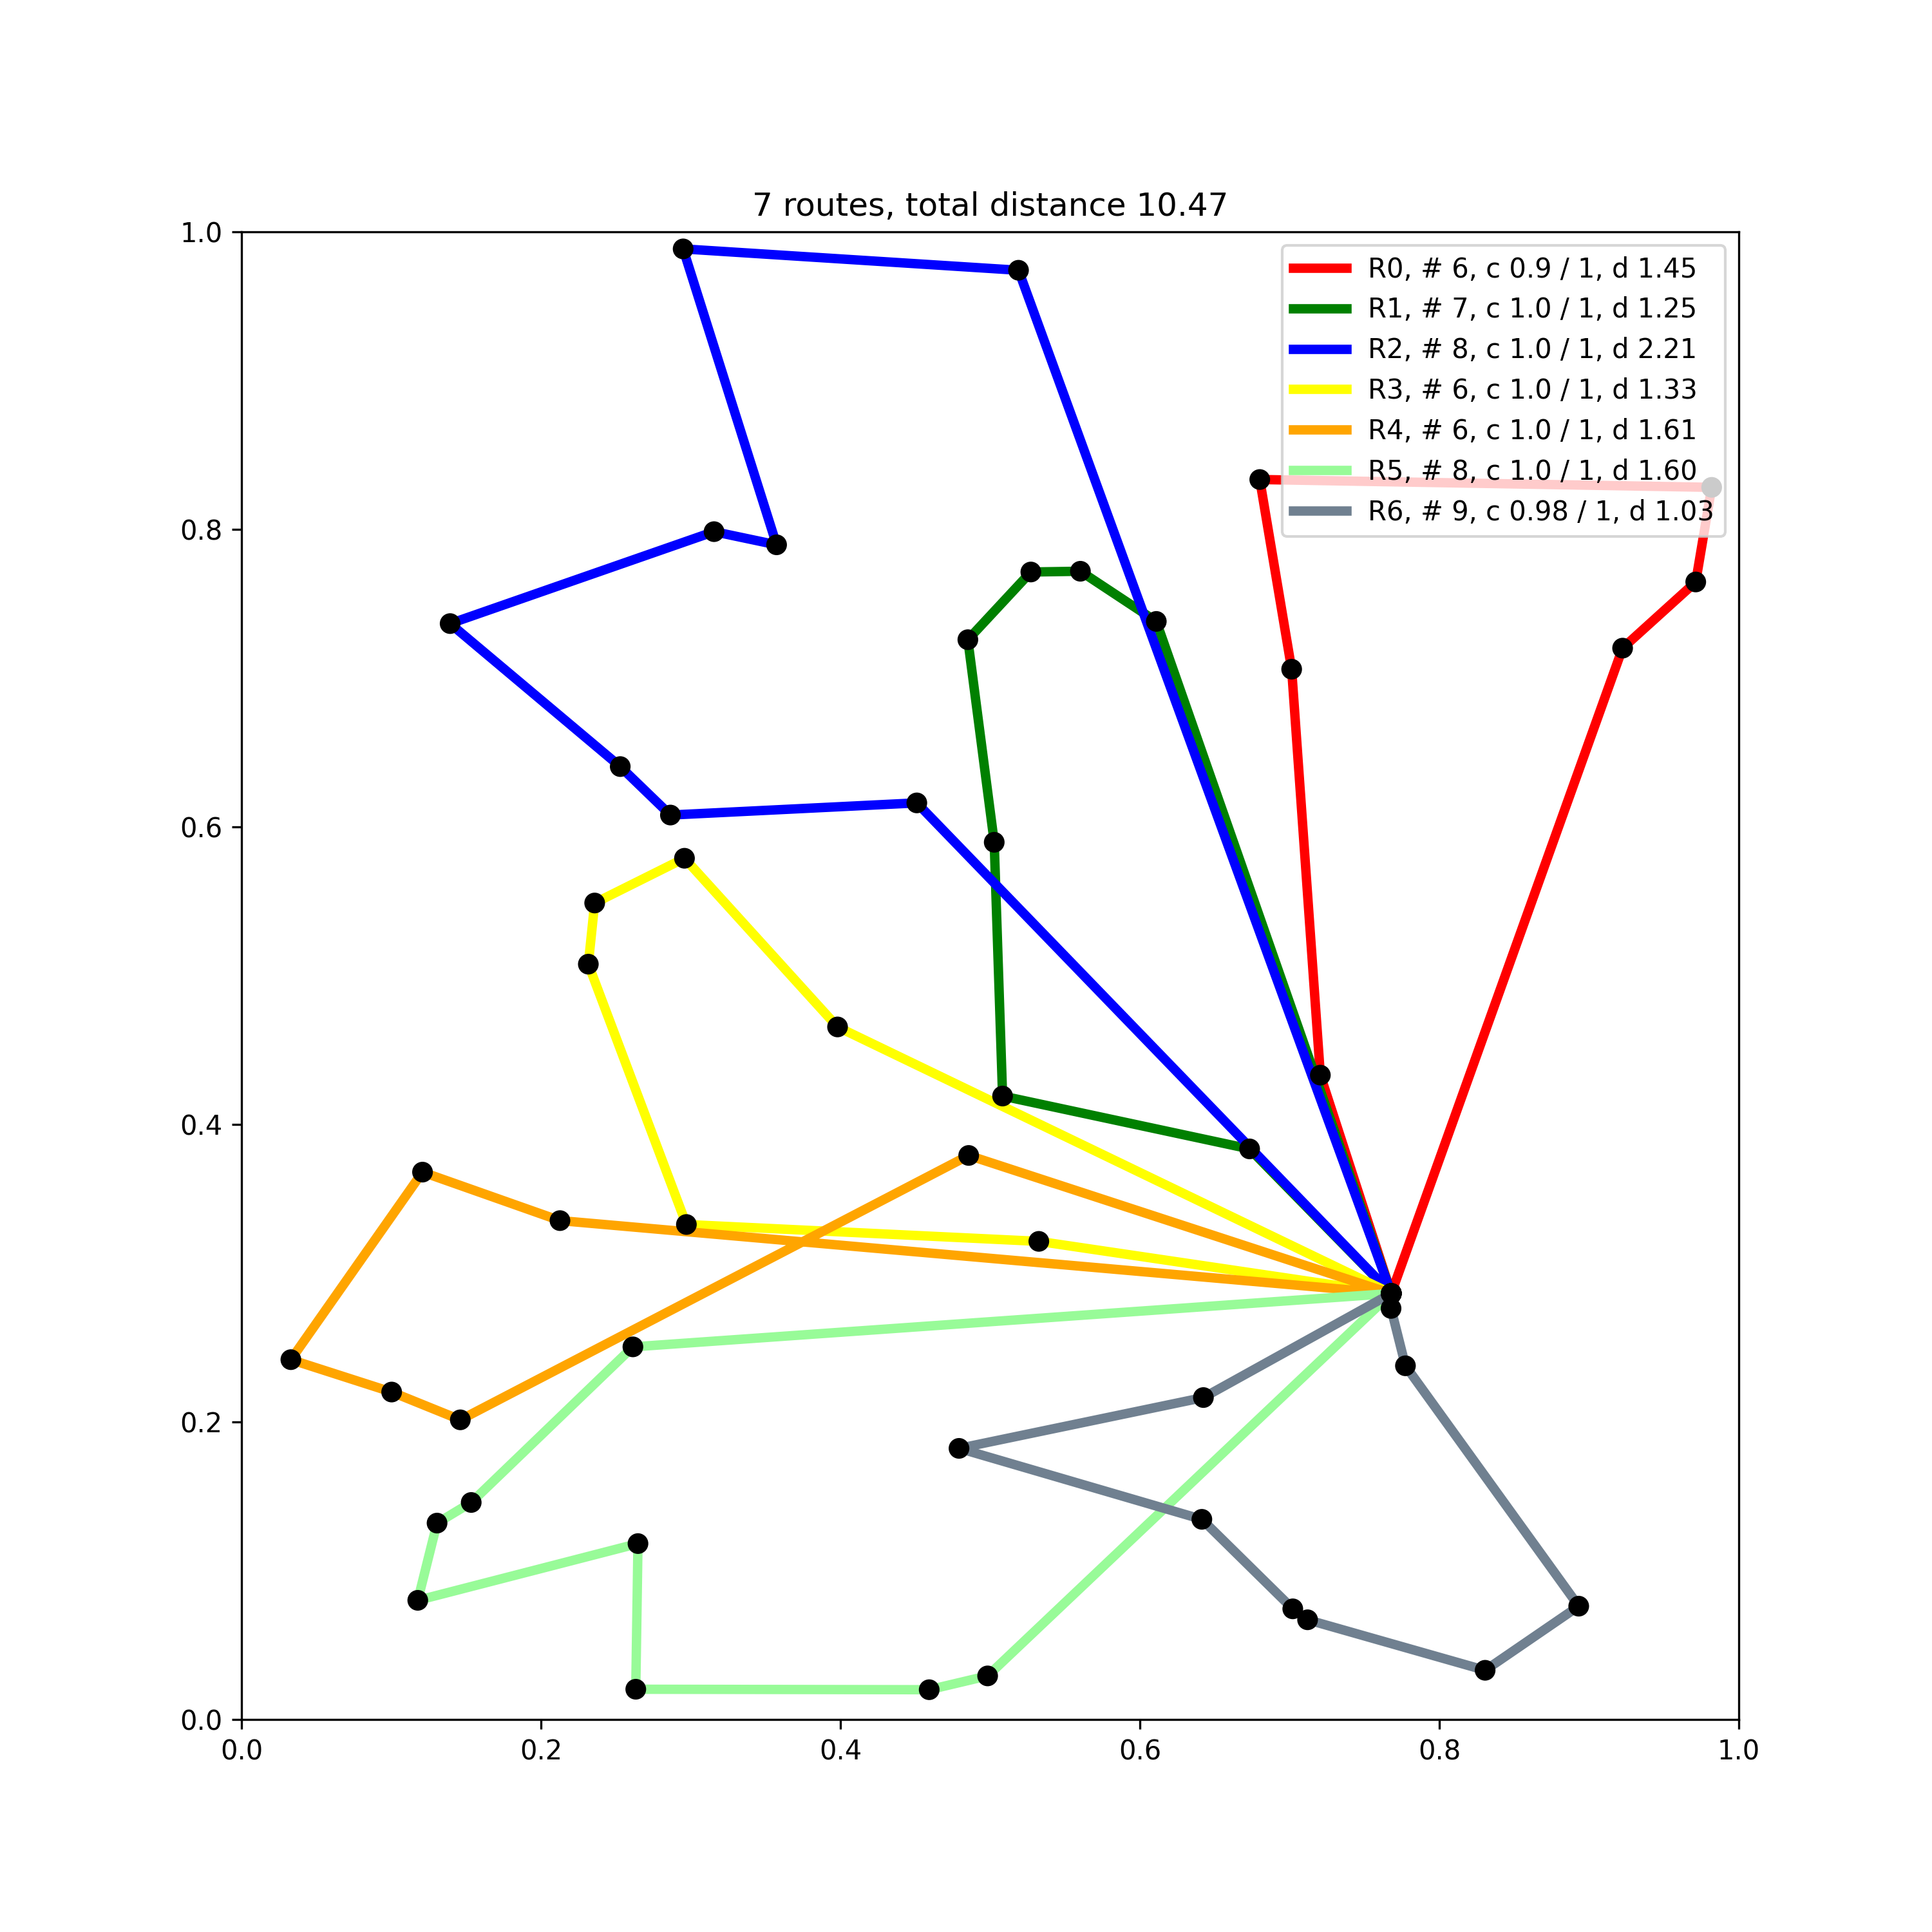 7 routes, total distance 10.47
1.0
R0, # 6, c 0.9 / 1, d 1.45
R1, # 7, c 1.0 / 1, d 1.25
R2, # 8, c 1.0 / 1, d 2.21
R3, # 6, c 1.0 / 1, d 1.33
R4, # 6, c 1.0 / 1, d 1.61
R5, # 8, c 1.0 / 1, d 1.60
R6, # 9, c 0.98 / 1, d 1.03
0.8
0.6
0.4
0.2
0.0
0.0 0.2 0.4 0.6 0.8 1.0